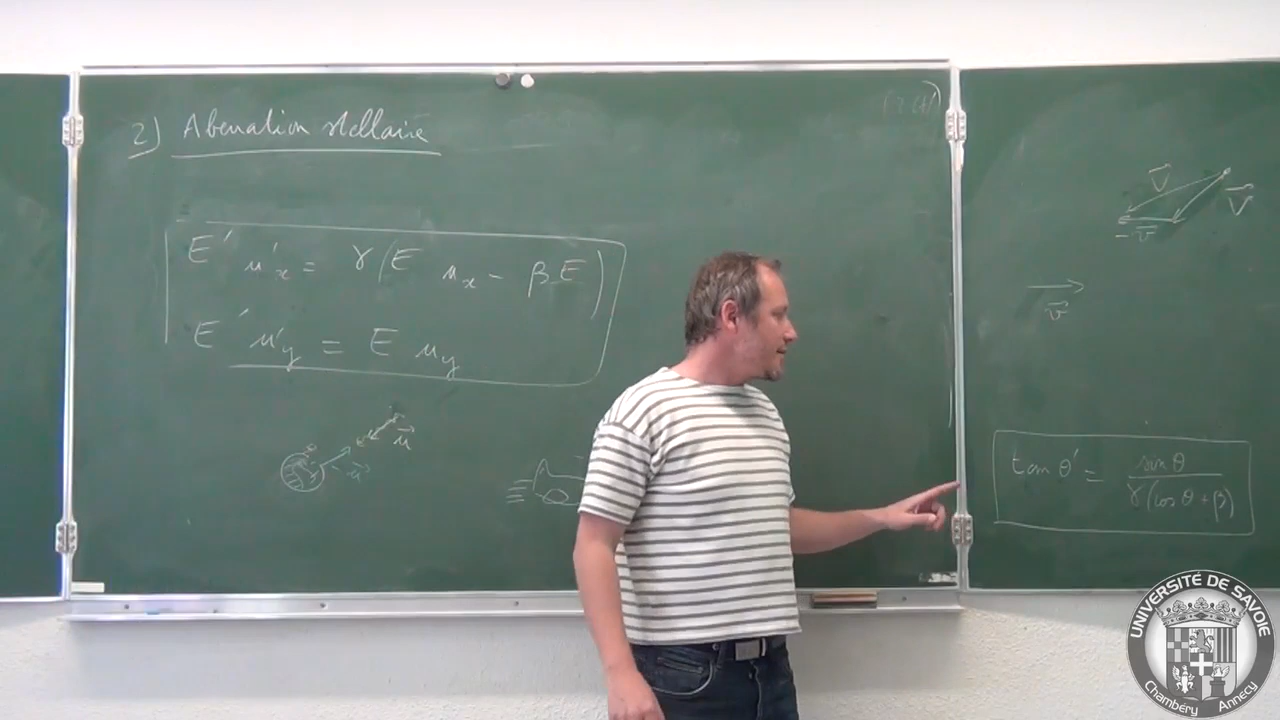 2) Aberration stellaire
E' u'x = γ(E ux - βE)
E' u'y = E uy
u
V
V
-v
v
tan θ' = sin θ / γ(cos θ + β)
UNIVERSITÉ DE SAVOIE
Chambéry Annecy